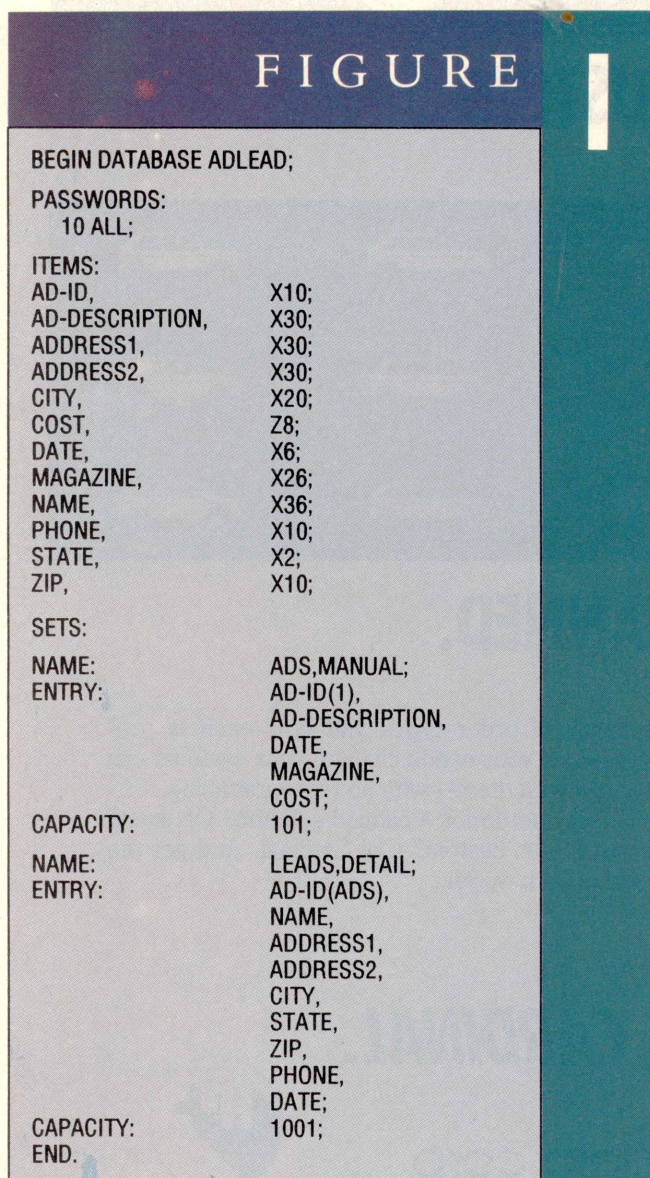 FIGURE 1
BEGIN DATABASE ADLEAD;
PASSWORDS:
10 ALL;
ITEMS:
AD-ID, X10;
AD-DESCRIPTION, X30;
ADDRESS1, X30;
ADDRESS2, X30;
CITY, X20;
COST, Z8;
DATE, X6;
MAGAZINE, X26;
NAME, X36;
PHONE, X10;
STATE, X2;
ZIP, X10;
SETS:
NAME: ADS,MANUAL;
ENTRY: AD-ID(1),
AD-DESCRIPTION,
DATE,
MAGAZINE,
COST;
CAPACITY: 101;
NAME: LEADS,DETAIL;
ENTRY: AD-ID(ADS),
NAME,
ADDRESS1,
ADDRESS2,
CITY,
STATE,
ZIP,
PHONE,
DATE;
CAPACITY: 1001;
END.